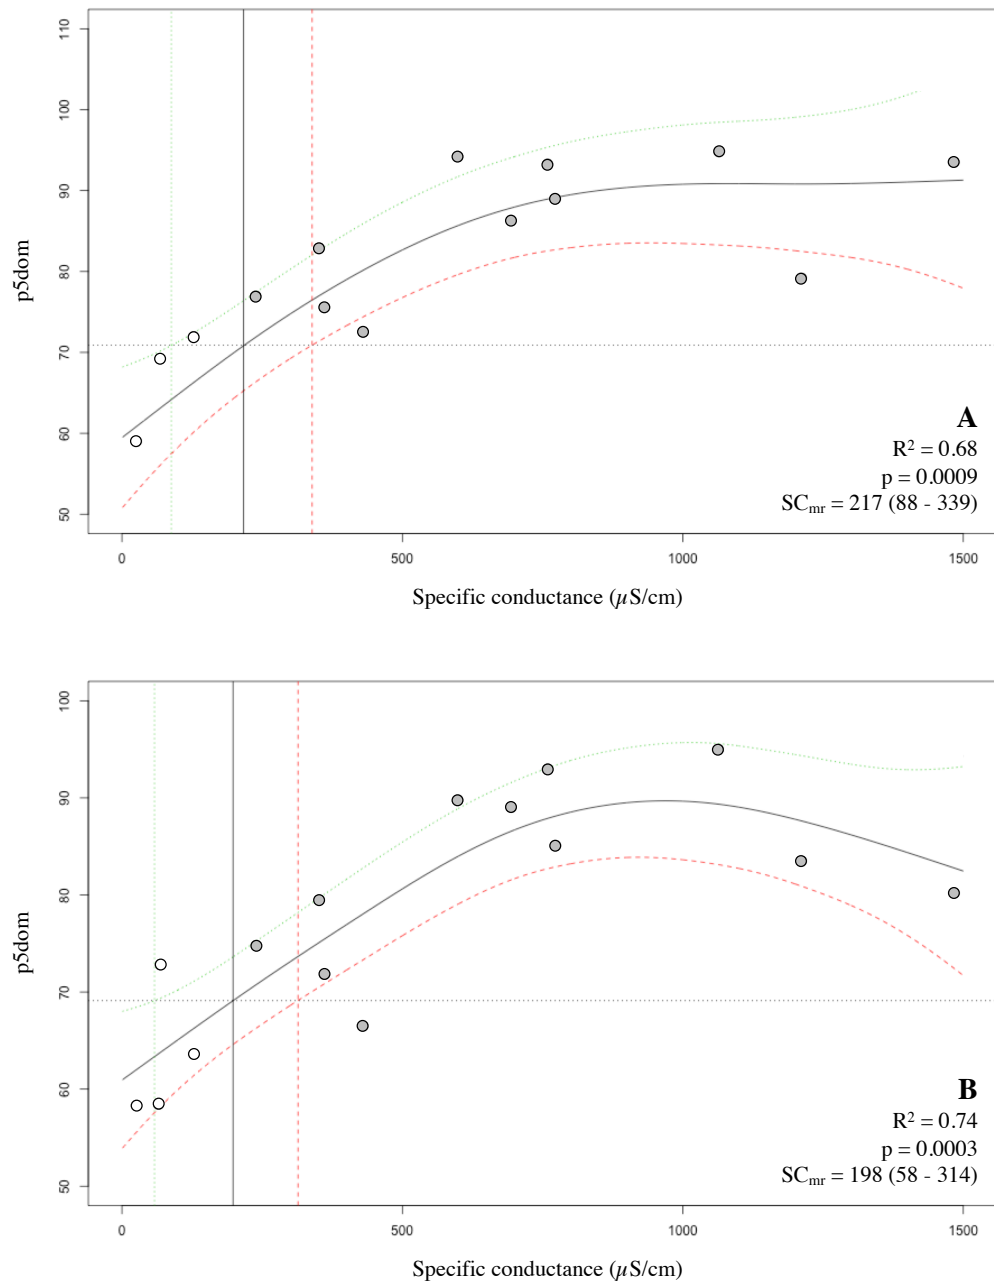 110
100
90
80
70
60
50
p5dom
A
R² = 0.68
p = 0.0009
SCmr = 217 (88 - 339)
0 500 1000 1500
Specific conductance (µS/cm)
100
90
80
70
60
50
p5dom
B
R² = 0.74
p = 0.0003
SCmr = 198 (58 - 314)
0 500 1000 1500
Specific conductance (µS/cm)